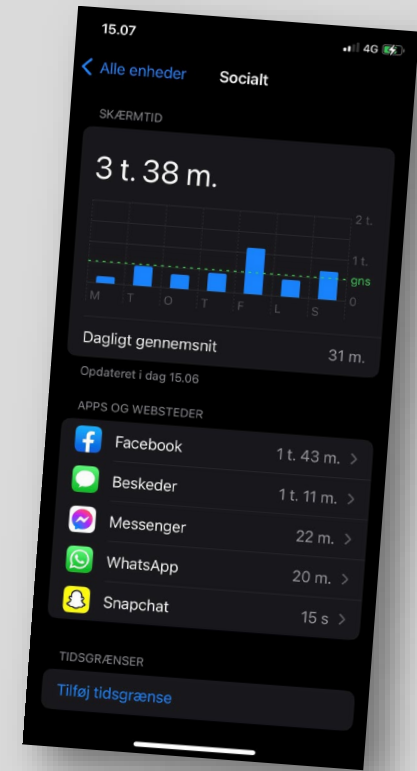 15.07
4G
Alle enheder Socialt
SKÆRMTID
3 t. 38 m.
2 t.
1 t.
gns
0
M T O T F L S
Dagligt gennemsnit 31 m.
Opdateret i dag 15.06
APPS OG WEBSTEDER
Facebook 1 t. 43 m.
Beskeder 1 t. 11 m.
Messenger 22 m.
WhatsApp 20 m.
Snapchat 15 s
TIDSGRÆNSER
Tilføj tidsgrænse